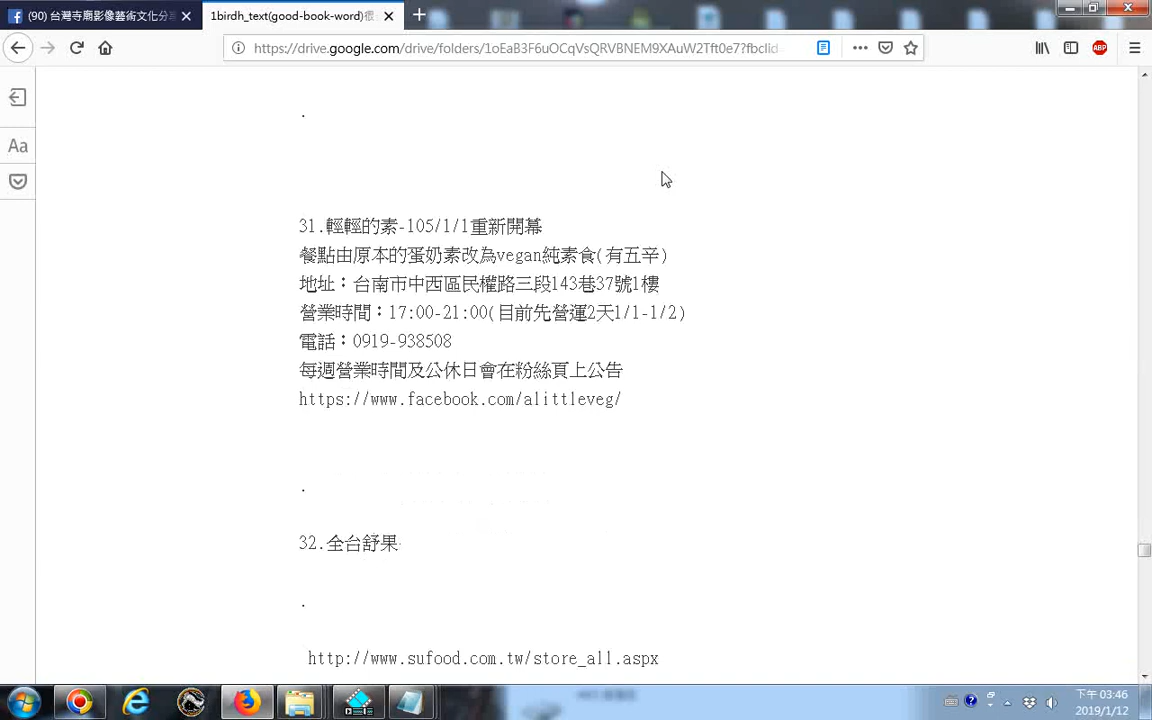 (90) 台灣寺廟影像藝術文化分
1birdh_text(good-book-word)很
https://drive.google.com/drive/folders/1oEaB3F6uOCqVsQRVBNEM9XAuW2Tft0e7?fbclid
ABP
Aa
.
31.輕輕的素-105/1/1重新開幕
餐點由原本的蛋奶素改為vegan純素食(有五辛)
地址：台南市中西區民權路三段143巷37號1樓
營業時間：17:00-21:00(目前先營運2天1/1-1/2)
電話：0919-938508
每週營業時間及公休日會在粉絲頁上公告
https://www.facebook.com/alittleveg/
.
32.全台舒果
.
http://www.sufood.com.tw/store_all.aspx
下午 03:46
2019/1/12